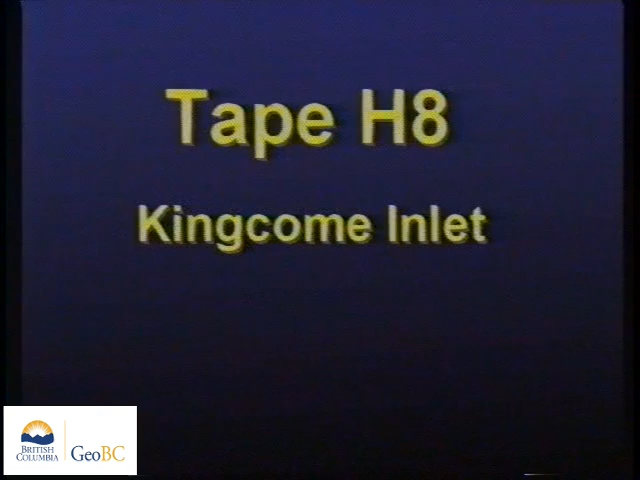 Tape H8
Kingcome Inlet
BRITISH
COLUMBIA
GeoBC